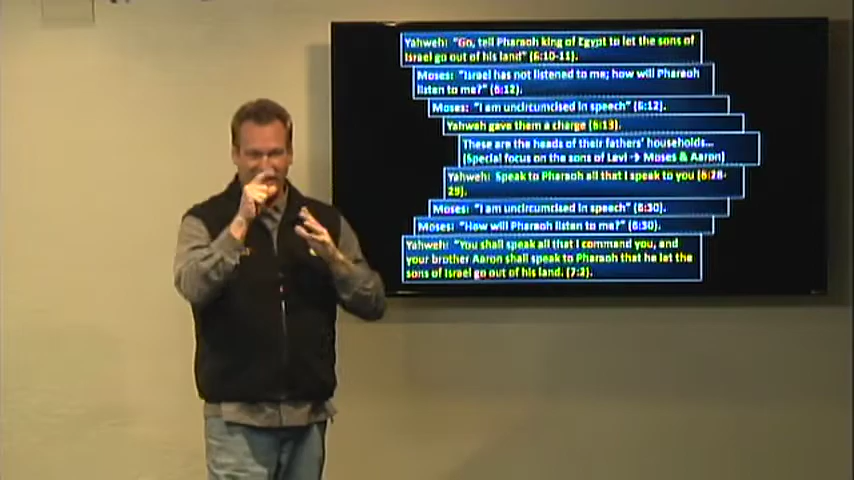 Yahweh: "Go, tell Pharaoh king of Egypt to let the sons of
Israel go out of his land" (6:10-11).
Moses: "Israel has not listened to me; how will Pharaoh
listen to me?" (6:12).
Moses: "I am uncircumcised in speech" (6:12).
Yahweh gave them a charge (6:13).
These are the heads of their fathers' households...
(Special focus on the sons of Levi → Moses & Aaron)
Yahweh: Speak to Pharaoh all that I speak to you (6:28-
29).
Moses: "I am uncircumcised in speech" (6:30).
Moses: "How will Pharaoh listen to me?" (6:30).
Yahweh: "You shall speak all that I command you, and
your brother Aaron shall speak to Pharaoh that he let the
sons of Israel go out of his land. (7:2).